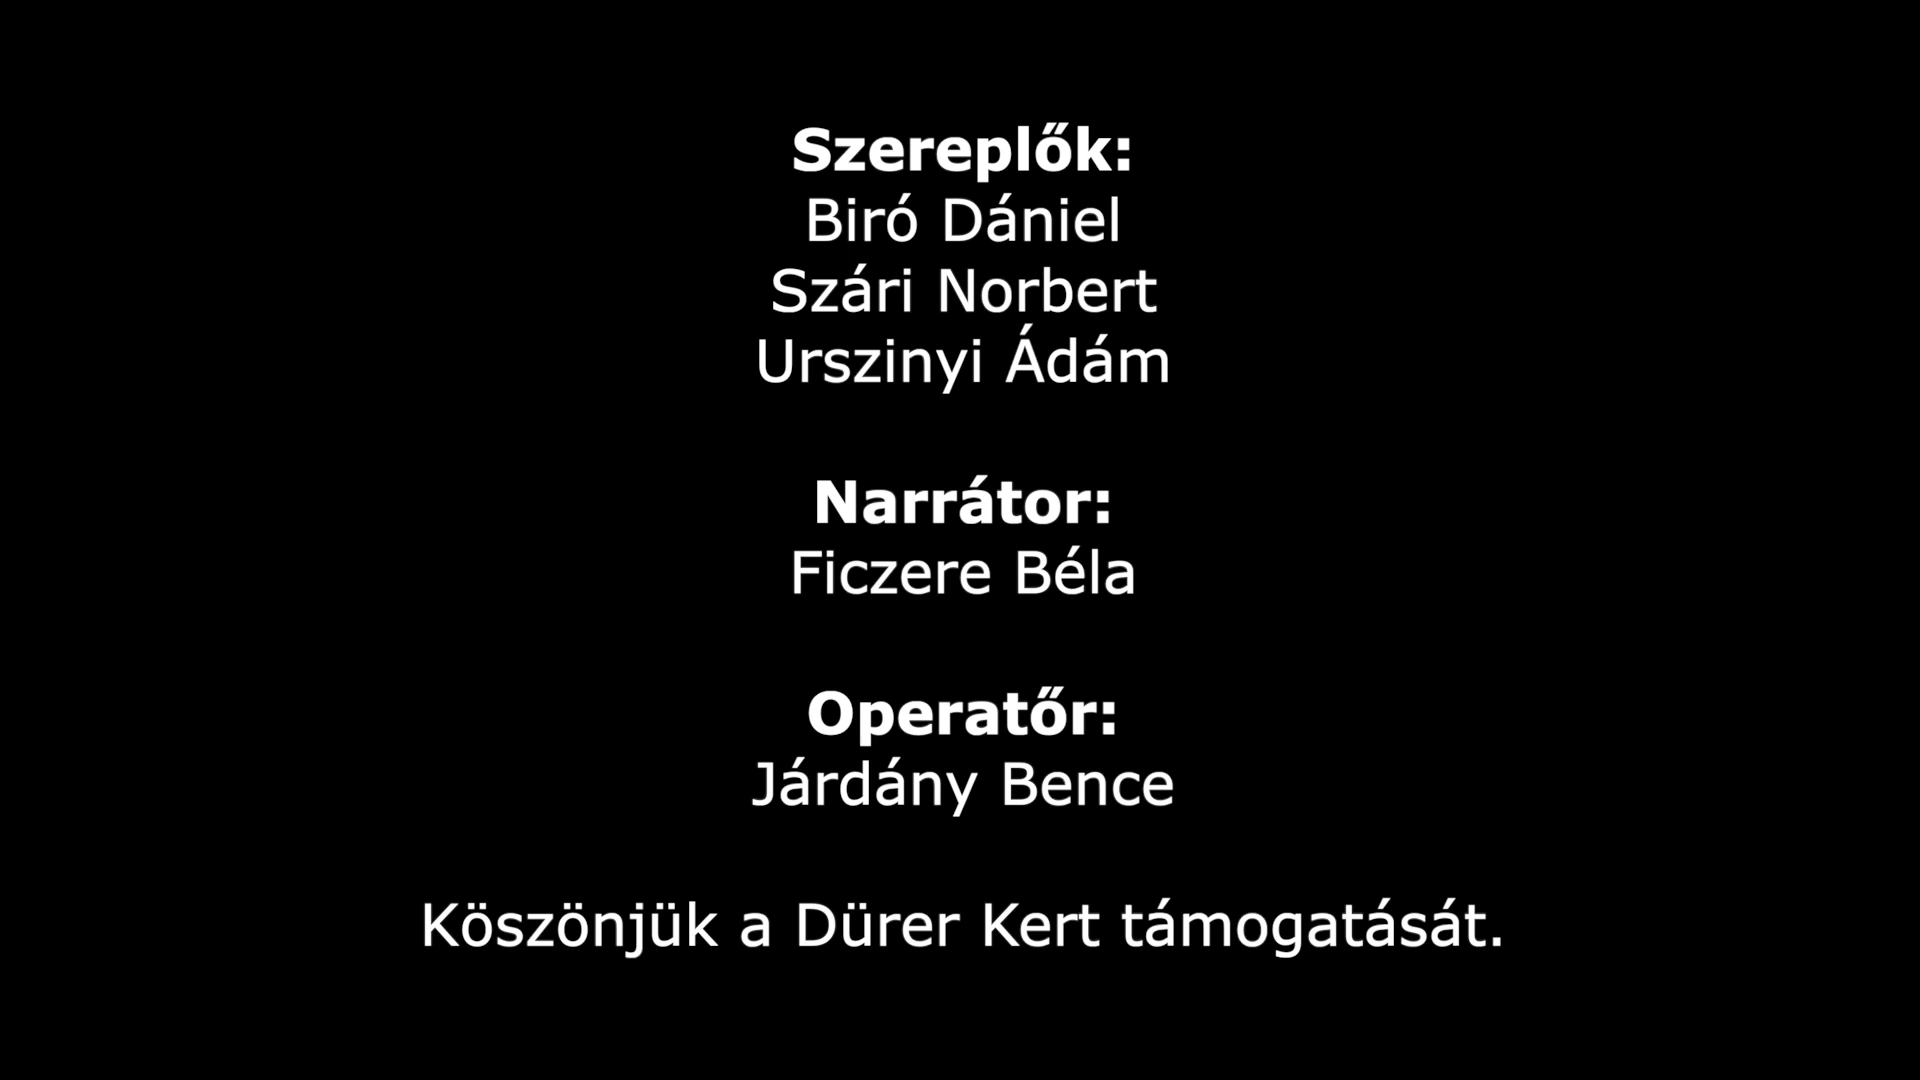 Szereplők:
Biró Dániel
Szári Norbert
Urszinyi Ádám
Narrátor:
Ficzere Béla
Operatőr:
Járdány Bence
Köszönjük a Dürer Kert támogatását.